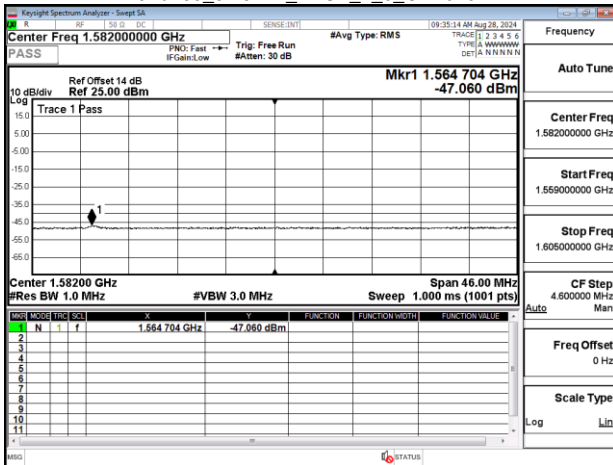 Keysight Spectrum Analyzer - Swept SA
R RF 50 Ω DC SENSE:INT 09:35:14 AM Aug 28, 2024
Center Freq 1.582000000 GHz #Avg Type: RMS TRACE 1 2 3 4 5 6
PNO: Fast Trig: Free Run TYPE A WWWWW
PASS IFGain:Low #Atten: 30 dB DET A N N N N N
Mkr1 1.564 704 GHz
Ref Offset 14 dB
10 dB/div Ref 25.00 dBm -47.060 dBm
Log
Trace 1 Pass
15.0
5.00
-5.00
-15.0
-25.0
-35.0
1
-45.0
-55.0
-65.0
Center 1.58200 GHz Span 46.00 MHz
#Res BW 1.0 MHz #VBW 3.0 MHz Sweep 1.000 ms (1001 pts)
MKR MODE TRC SCL X Y FUNCTION FUNCTION WIDTH FUNCTION VALUE
1 N 1 f 1.564 704 GHz -47.060 dBm
2
3
4
5
6
7
8
9
10
11
MSG STATUS
Frequency
Auto Tune
Center Freq
1.582000000 GHz
Start Freq
1.559000000 GHz
Stop Freq
1.605000000 GHz
CF Step
4.600000 MHz
Auto Man
Freq Offset
0 Hz
Scale Type
Log Lin